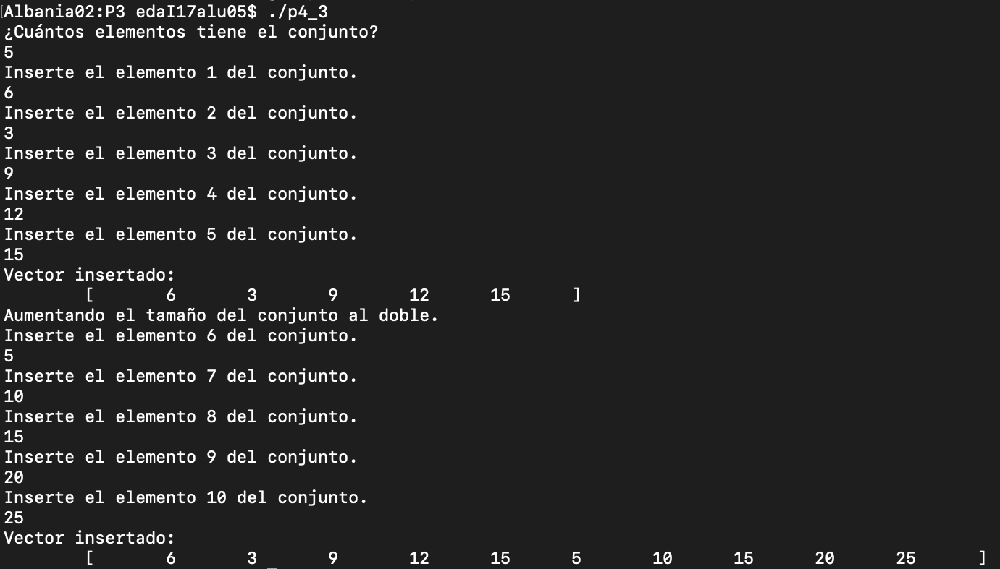 Albania02:P3 edaI17alu05$ ./p4_3
¿Cuántos elementos tiene el conjunto?
5
Inserte el elemento 1 del conjunto.
6
Inserte el elemento 2 del conjunto.
3
Inserte el elemento 3 del conjunto.
9
Inserte el elemento 4 del conjunto.
12
Inserte el elemento 5 del conjunto.
15
Vector insertado:
[ 6 3 9 12 15 ]
Aumentando el tamaño del conjunto al doble.
Inserte el elemento 6 del conjunto.
5
Inserte el elemento 7 del conjunto.
10
Inserte el elemento 8 del conjunto.
15
Inserte el elemento 9 del conjunto.
20
Inserte el elemento 10 del conjunto.
25
Vector insertado:
[ 6 3 9 12 15 5 10 15 20 25 ]